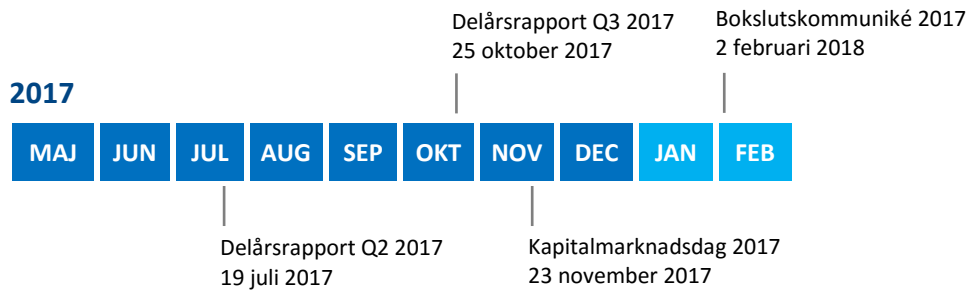 Delårsrapport Q3 2017
25 oktober 2017
Bokslutskommuniké 2017
2 februari 2018
2017
MAJ JUN JUL AUG SEP OKT NOV DEC JAN FEB
Delårsrapport Q2 2017
19 juli 2017
Kapitalmarknadsdag 2017
23 november 2017